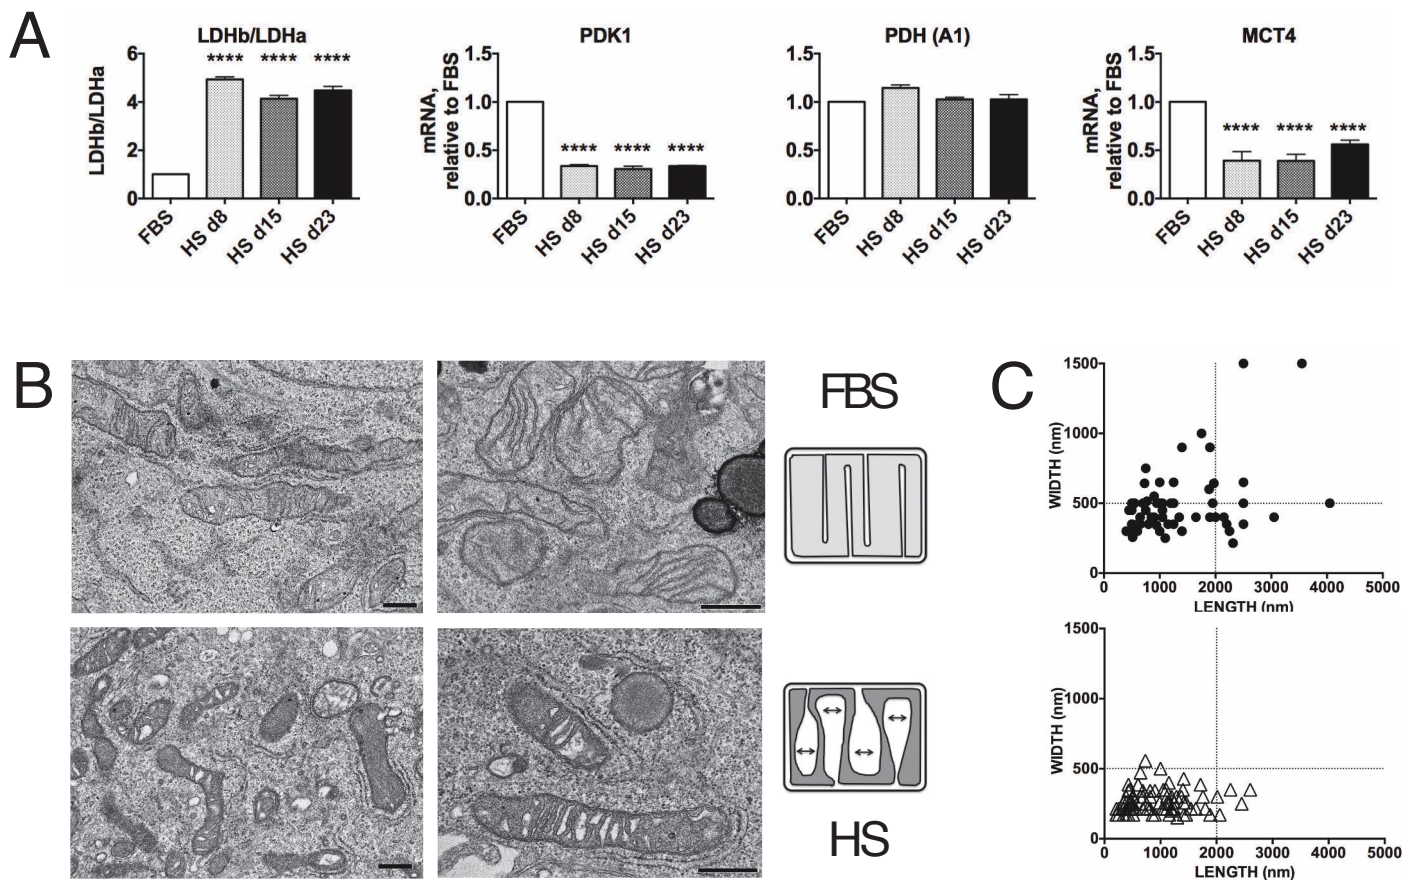 A
LDHb/LDHa
LDHb/LDHa
6
4
2
0
****
****
****
FBS
HS d8
HS d15
HS d23
PDK1
mRNA,
relative to FBS
1.5
1.0
0.5
0.0
****
****
****
FBS
HS d8
HS d15
HS d23
PDH (A1)
1.5
1.0
0.5
0.0
FBS
HS d8
HS d15
HS d23
MCT4
mRNA,
relative to FBS
1.5
1.0
0.5
0.0
****
****
****
FBS
HS d8
HS d15
HS d23
B
FBS
HS
C
WIDTH (nm)
1500
1000
500
0
0
1000
2000
3000
4000
5000
LENGTH (nm)
WIDTH (nm)
1500
1000
500
0
0
1000
2000
3000
4000
5000
LENGTH (nm)